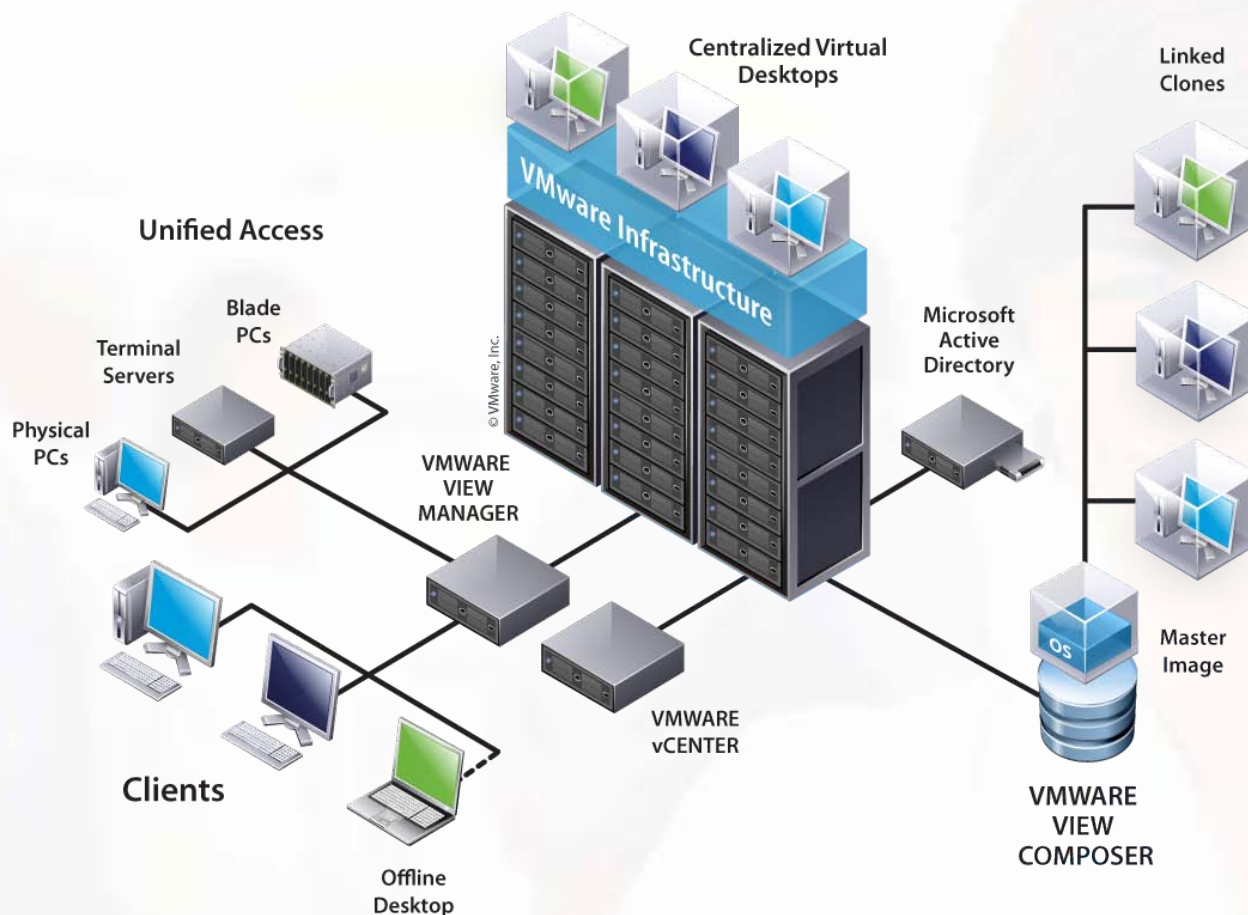 Centralized Virtual
Desktops
Linked
Clones
VMware Infrastructure
Unified Access
Blade
PCs
Terminal
Servers
Physical
PCs
© VMware, Inc.
Microsoft
Active
Directory
VMWARE
VIEW
MANAGER
OS
Master
Image
VMWARE
vCENTER
Clients
VMWARE
VIEW
COMPOSER
Offline
Desktop